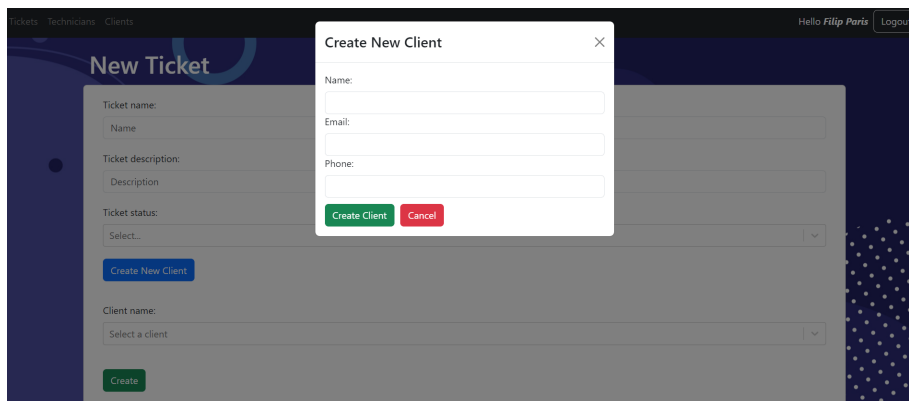 Tickets Technicians Clients
Hello Filip Paris Logout
New Ticket
Ticket name:
Name
Ticket description:
Description
Ticket status:
Select...
Create New Client
Client name:
Select a client
Create
Create New Client
Name:
Email:
Phone:
Create Client Cancel